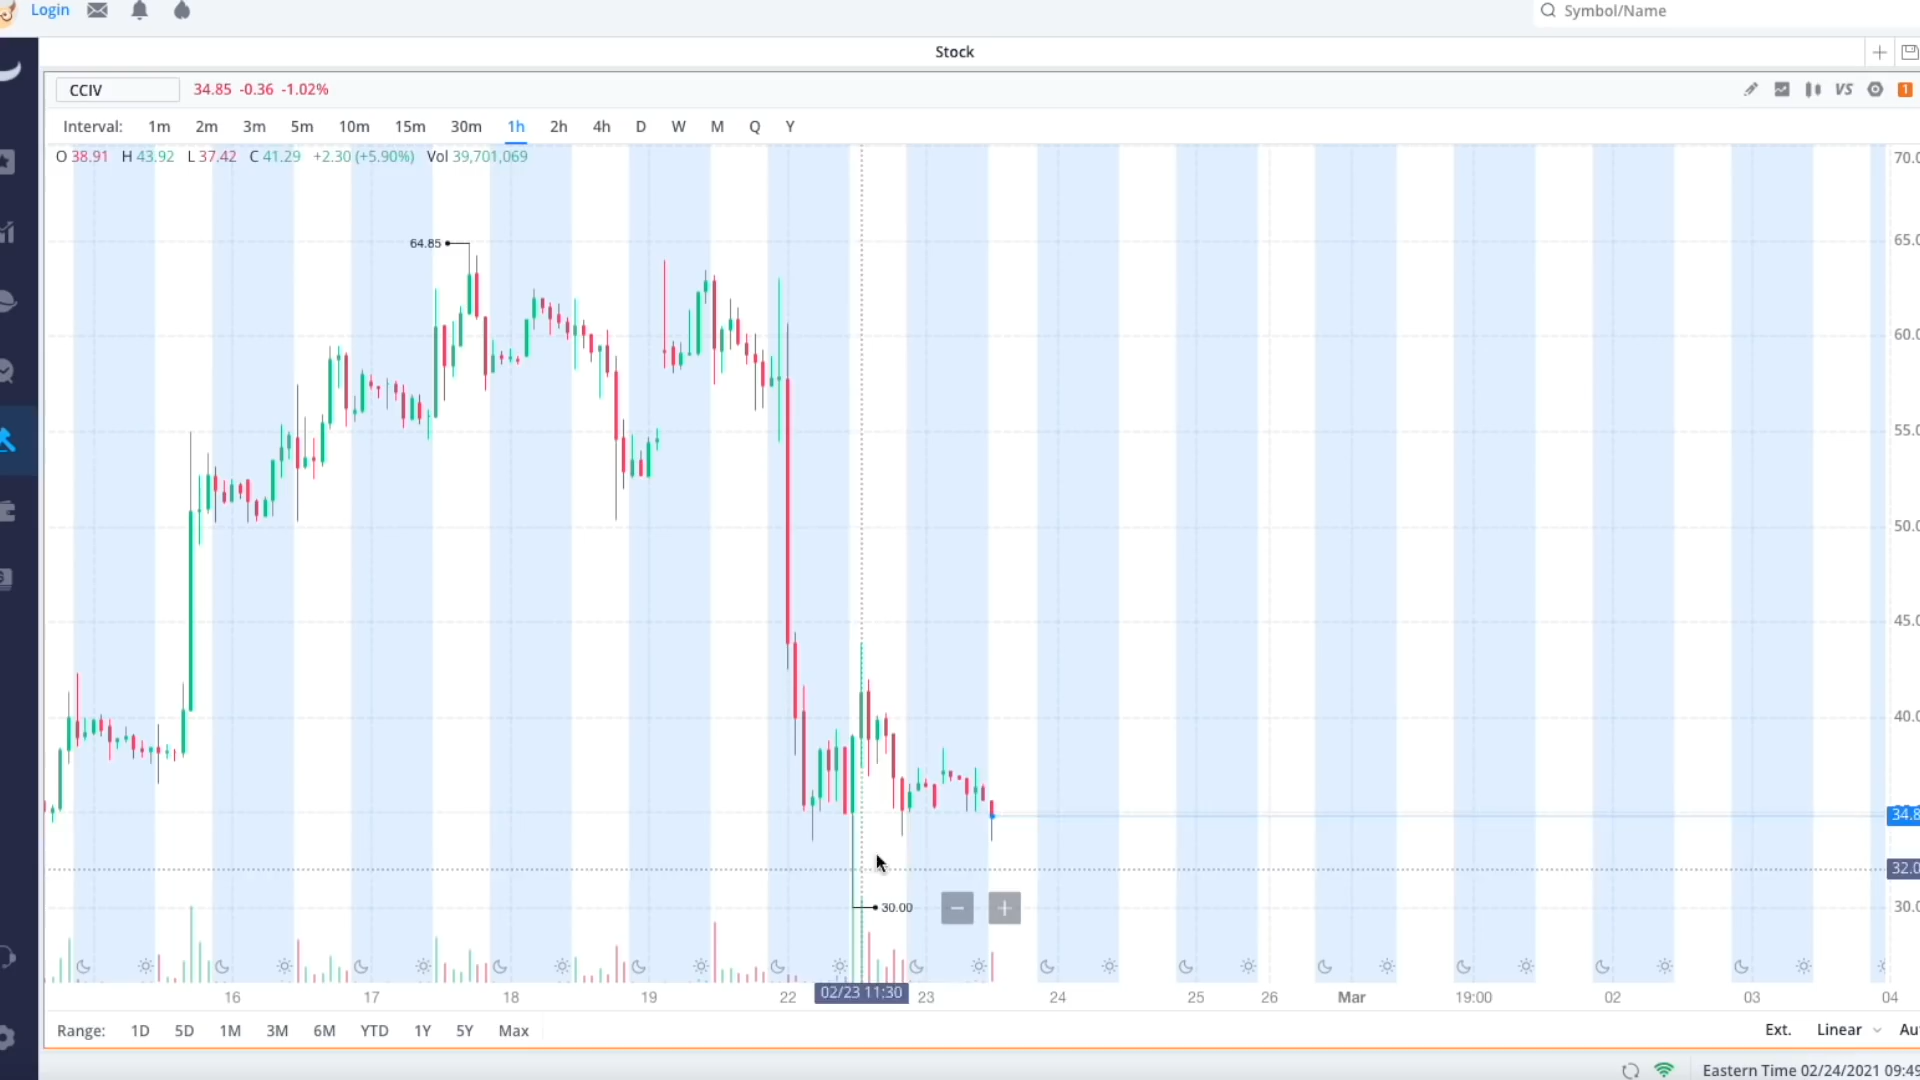 Login
Symbol/Name
Stock
CCIV 34.85 -0.36 -1.02% VS 1
Interval: 1m 2m 3m 5m 10m 15m 30m 1h 2h 4h D W M Q Y
O 38.91 H 43.92 L 37.42 C 41.29 +2.30 (+5.90%) Vol 39,701,069
70.0
64.85
65.0
60.0
55.0
50.0
45.0
40.0
34.8
32.0
30.00
30.0
16 17 18 19 22 02/23 11:30 23 24 25 26 Mar 19:00 02 03 04
Range: 1D 5D 1M 3M 6M YTD 1Y 5Y Max Ext. Linear Au
Eastern Time 02/24/2021 09:49